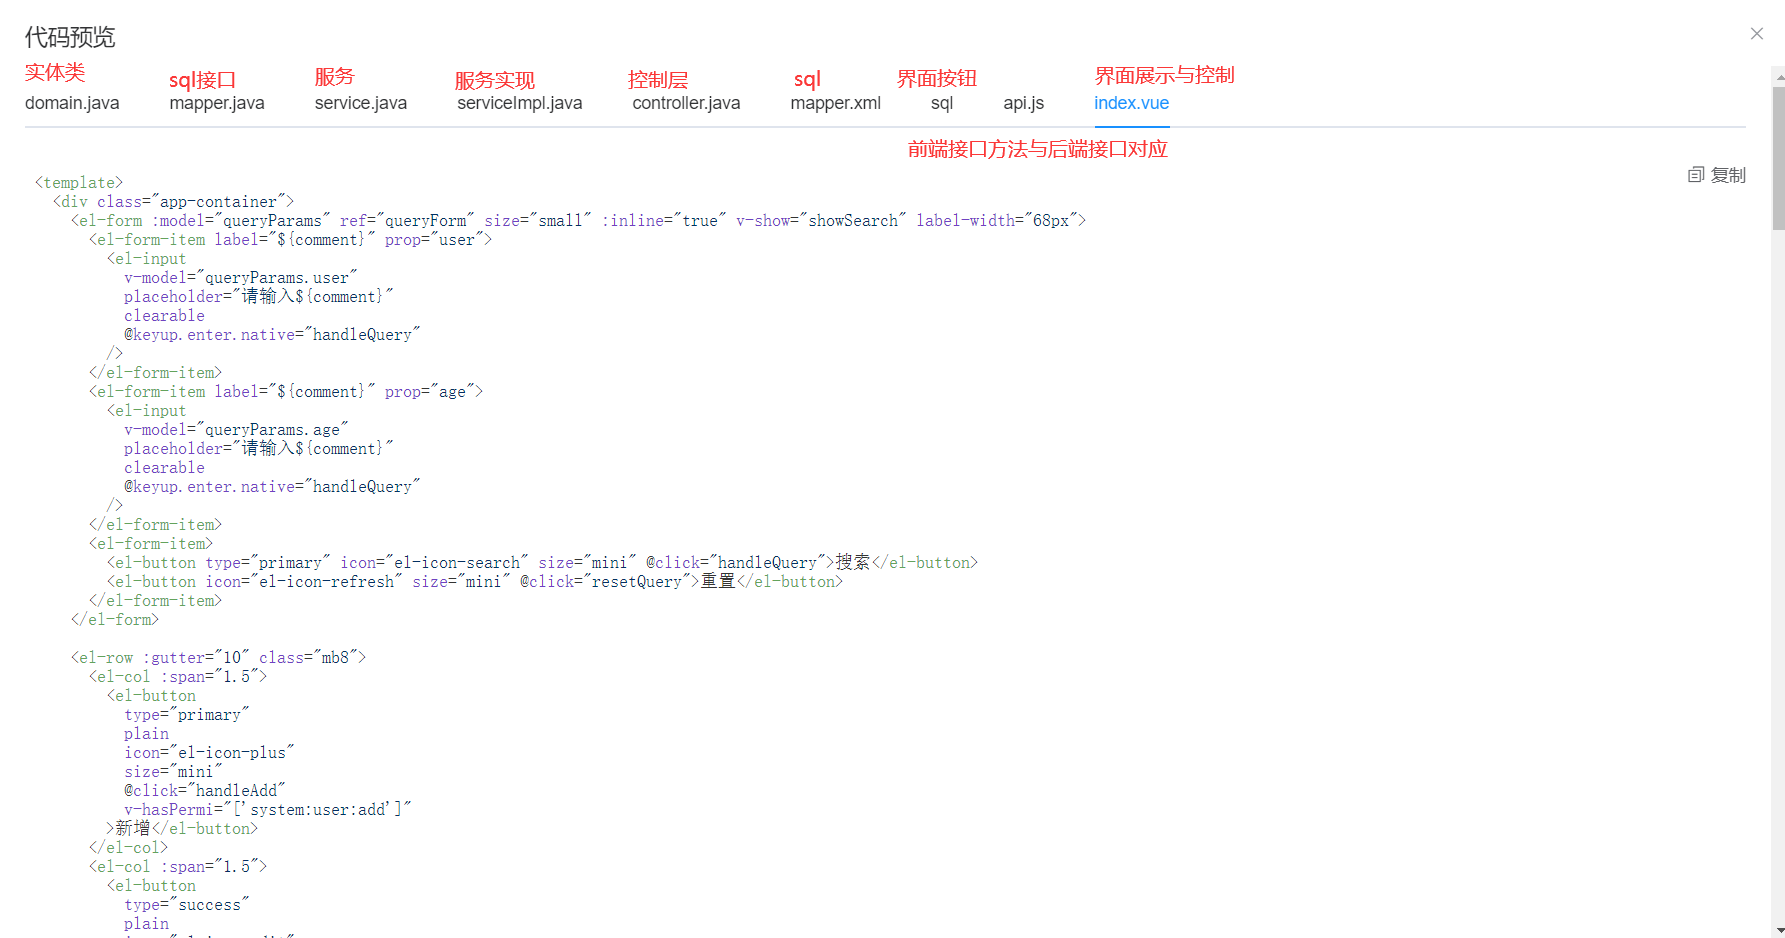 代码预览
实体类 sql接口 服务 服务实现 控制层 sql 界面按钮 界面展示与控制
domain.java mapper.java service.java serviceImpl.java controller.java mapper.xml sql api.js index.vue
前端接口方法与后端接口对应
复制
<template>
  <div class="app-container">
    <el-form :model="queryParams" ref="queryForm" size="small" :inline="true" v-show="showSearch" label-width="68px">
      <el-form-item label="${comment}" prop="user">
        <el-input
          v-model="queryParams.user"
          placeholder="请输入${comment}"
          clearable
          @keyup.enter.native="handleQuery"
        />
      </el-form-item>
      <el-form-item label="${comment}" prop="age">
        <el-input
          v-model="queryParams.age"
          placeholder="请输入${comment}"
          clearable
          @keyup.enter.native="handleQuery"
        />
      </el-form-item>
      <el-form-item>
        <el-button type="primary" icon="el-icon-search" size="mini" @click="handleQuery">搜索</el-button>
        <el-button icon="el-icon-refresh" size="mini" @click="resetQuery">重置</el-button>
      </el-form-item>
    </el-form>
    <el-row :gutter="10" class="mb8">
      <el-col :span="1.5">
        <el-button
          type="primary"
          plain
          icon="el-icon-plus"
          size="mini"
          @click="handleAdd"
          v-hasPermi="['system:user:add']"
        >新增</el-button>
      </el-col>
      <el-col :span="1.5">
        <el-button
          type="success"
          plain